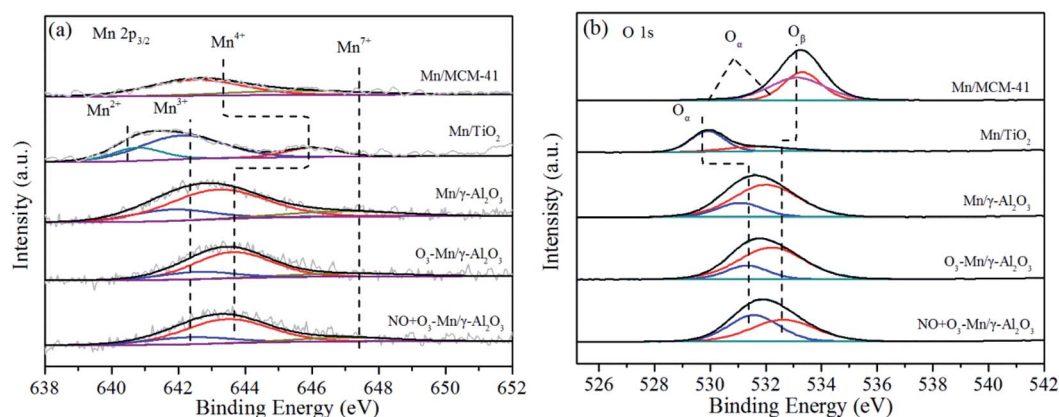 (a) Mn 2p3/2
Mn4+
Mn7+
Mn/MCM-41
Mn2+
Mn3+
Mn/TiO2
Mn/γ-Al2O3
O3-Mn/γ-Al2O3
NO+O3-Mn/γ-Al2O3
Intensity (a.u.)
638 640 642 644 646 648 650 652
Binding Energy (eV)
(b) O 1s
Oα
Oβ
Mn/MCM-41
Oα
Mn/TiO2
Mn/γ-Al2O3
O3-Mn/γ-Al2O3
NO+O3-Mn/γ-Al2O3
Intensisty (a.u.)
526 528 530 532 534 536 538 540 542
Binding Energy (eV)